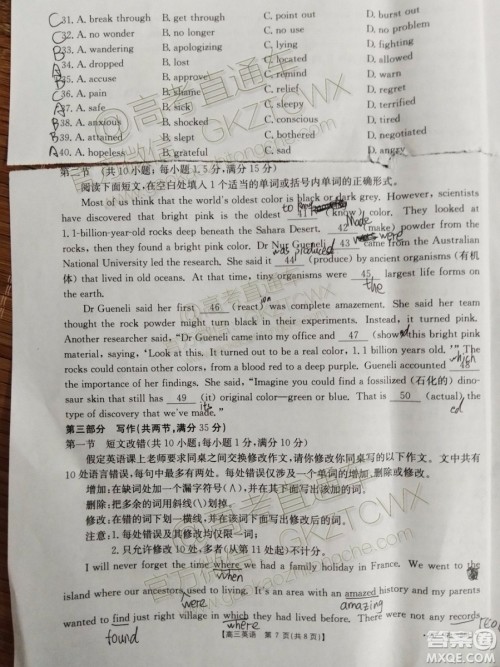 C 31. A. break through B. get through C. point out D. burst out
C 32. A. no wonder B. no longer C. no use D. no problem
B 33. A. wandering B. apologizing C. lying D. fighting
A 34. A. dropped B. lost C. located D. allowed
B 35. A. accuse B. approve C. remind D. warn
A 36. A. pain B. shame C. relief D. regret
A 37. A. safe B. sick C. sleepy D. terrified
B 38. A. anxious B. shocked C. conscious D. tired
B 39. A. attained B. slept C. bothered D. negotiated
A 40. A. hopeless B. grateful C. sad D. angry
第二节 (共 10 小题;每小题 1.5 分,满分 15 分)
阅读下面短文,在空白处填入 1 个适当的单词或括号内单词的正确形式。
Most of us think that the world's oldest color is black or dark grey. However, scientists
have discovered that bright pink is the oldest 41 (know) color. They looked at
Made
1.1-billion-year-old rocks deep beneath the Sahara Desert. 42 (make) powder from the
rocks, then they found a bright pink color. Dr Nur Gueneli 43 came from the Australian
was produced were
National University led the research. She said it 44 (produce) by ancient organisms (有机
体) that lived in old oceans. At that time, tiny organisms were 45 largest life forms on
the
the earth.
ion
Dr Gueneli said her first 46 (react) was complete amazement. She said her team
thought the rock powder might turn black in their experiments. Instead, it turned pink.
Another researcher said, “Dr Gueneli came into my office and 47 (show) this bright pink
material, saying, ‘Look at this. It turned out to be a real color, 1.1 billion years old.’” The
which
rocks could contain other colors, from a blood red to a deep purple. Gueneli accounted 48
the importance of her findings. She said, “Imagine you could find a fossilized (石化的) dino-
saur skin that still has 49 (it) original color—green or blue. That is 50 (actual) the
its
type of discovery that we've made.”
第三部分 写作(共两节,满分 35 分)
第一节 短文改错(共 10 小题;每小题 1 分,满分 10 分)
假定英语课上老师要求同桌之间交换修改作文,请你修改你同桌写的以下作文。文中共有
10 处语言错误,每句中最多有两处。每处错误仅涉及一个单词的增加、删除或修改。
增加:在缺词处加一个漏字符号(∧),并在其下面写出该加的词。
删除:把多余的词用斜线(\)划掉。
修改:在错的词下划一横线,并在该词下面写出修改后的词。
注意:1. 每处错误及其修改均仅限一词;
2. 只允许修改 10 处,多者(从第 11 处起)不计分。
I will never forget the time where we had a family holiday in France. We went to the
when
island where our ancestors used to living. It's an area with an amazed history and my parents
were amazing
wanted to find just right village in which they had lived before. There were not any records
found where
高三英语 第 7 页(共 8 页)